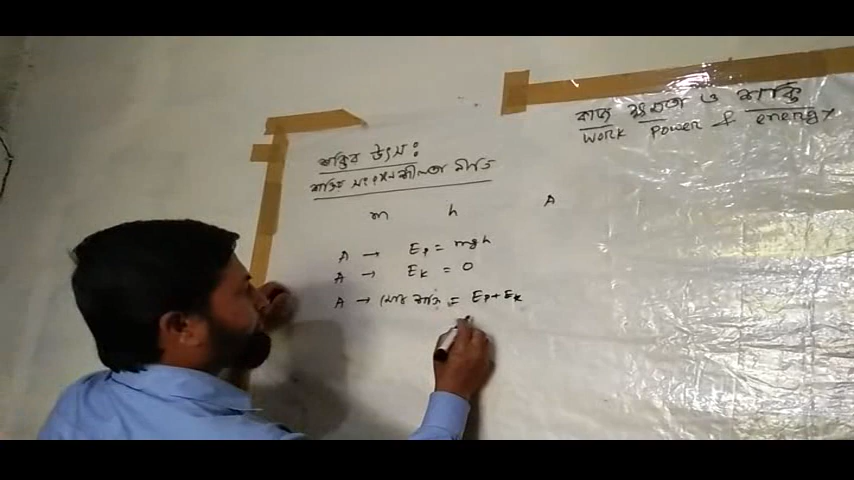 কাজ ক্ষমতা ও শক্তি
work power & energy
শক্তির উৎস :
শক্তির সংরক্ষণশীলতা নীতি
m h A
A → Ep = mgh
A → Ek = 0
A → মোট শক্তি = Ep + Ek